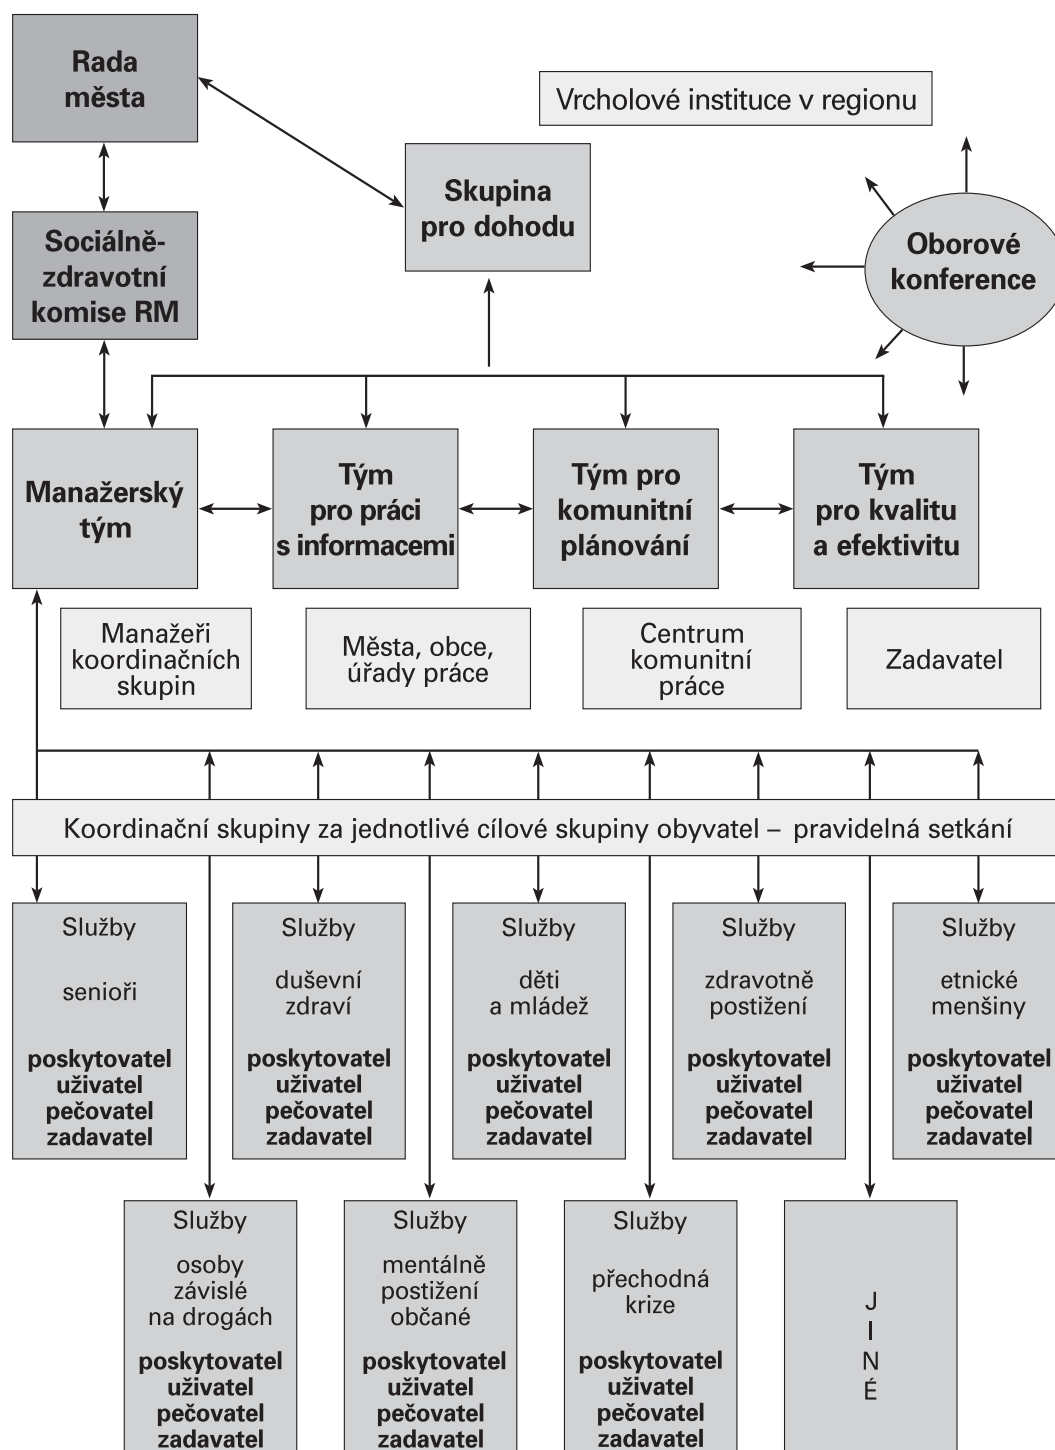 Rada
města
Vrcholové instituce v regionu
Skupina
pro dohodu
Sociálně-
zdravotní
komise RM
Oborové
konference
Manažerský
tým
Tým
pro práci
s informacemi
Tým pro
komunitní
plánování
Tým
pro kvalitu
a efektivitu
Manažeři
koordinačních
skupin
Města, obce,
úřady práce
Centrum
komunitní
práce
Zadavatel
Koordinační skupiny za jednotlivé cílové skupiny obyvatel – pravidelná setkání
Služby
senioři
poskytovatel
uživatel
pečovatel
zadavatel
Služby
duševní
zdraví
poskytovatel
uživatel
pečovatel
zadavatel
Služby
děti
a mládež
poskytovatel
uživatel
pečovatel
zadavatel
Služby
zdravotně
postižení
poskytovatel
uživatel
pečovatel
zadavatel
Služby
etnické
menšiny
poskytovatel
uživatel
pečovatel
zadavatel
Služby
osoby
závislé
na drogách
poskytovatel
uživatel
pečovatel
zadavatel
Služby
mentálně
postižení
občané
poskytovatel
uživatel
pečovatel
zadavatel
Služby
přechodná
krize
poskytovatel
uživatel
pečovatel
zadavatel
J
I
N
É